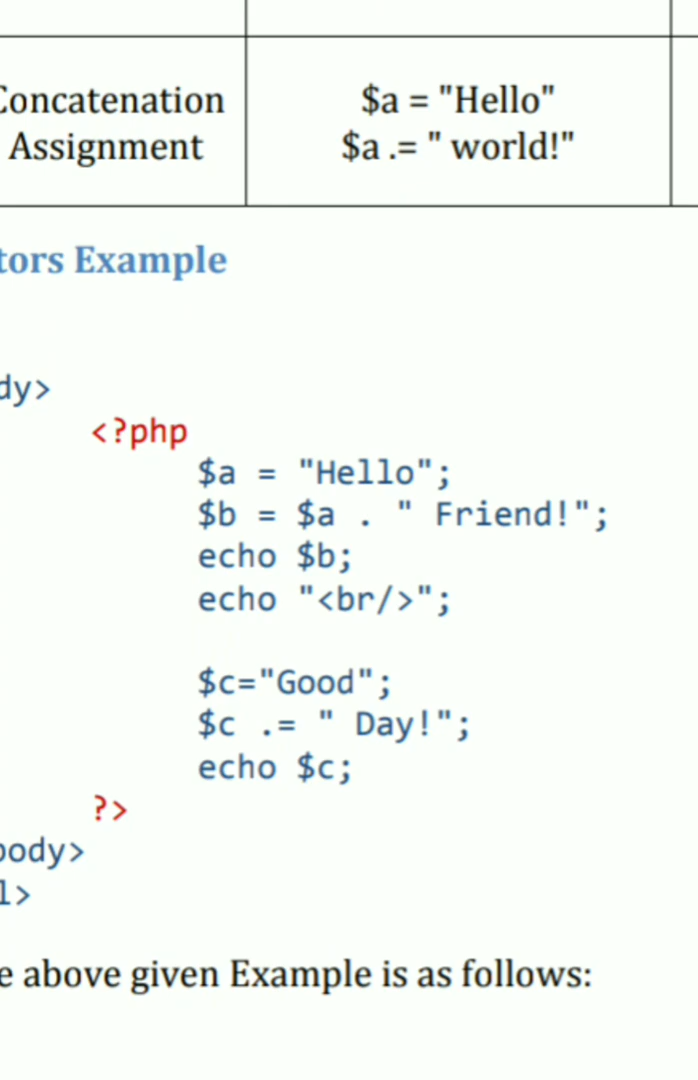 Concatenation
Assignment
$a = "Hello"
$a .= " world!"
tors Example
dy>
<?php
$a = "Hello";
$b = $a . " Friend!";
echo $b;
echo "<br/>";
$c="Good";
$c .= " Day!";
echo $c;
?>
body>
l>
e above given Example is as follows: